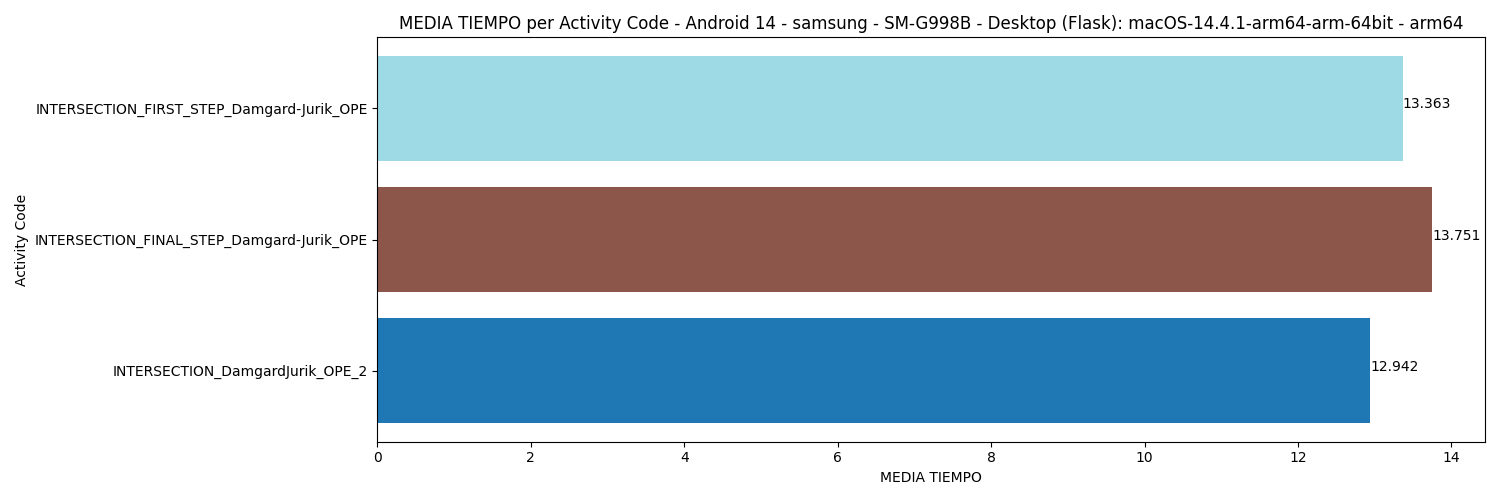 MEDIA TIEMPO per Activity Code - Android 14 - samsung - SM-G998B - Desktop (Flask): macOS-14.4.1-arm64-arm-64bit - arm64
INTERSECTION_FIRST_STEP_Damgard-Jurik_OPE
13.363
INTERSECTION_FINAL_STEP_Damgard-Jurik_OPE
13.751
INTERSECTION_DamgardJurik_OPE_2
12.942
Activity Code
0 2 4 6 8 10 12 14
MEDIA TIEMPO